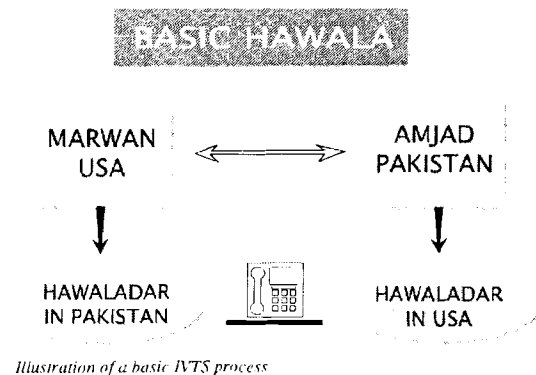 BASIC HAWALA
MARWAN
USA
AMJAD
PAKISTAN
HAWALADAR
IN PAKISTAN
HAWALADAR
IN USA
Illustration of a basic IVTS process